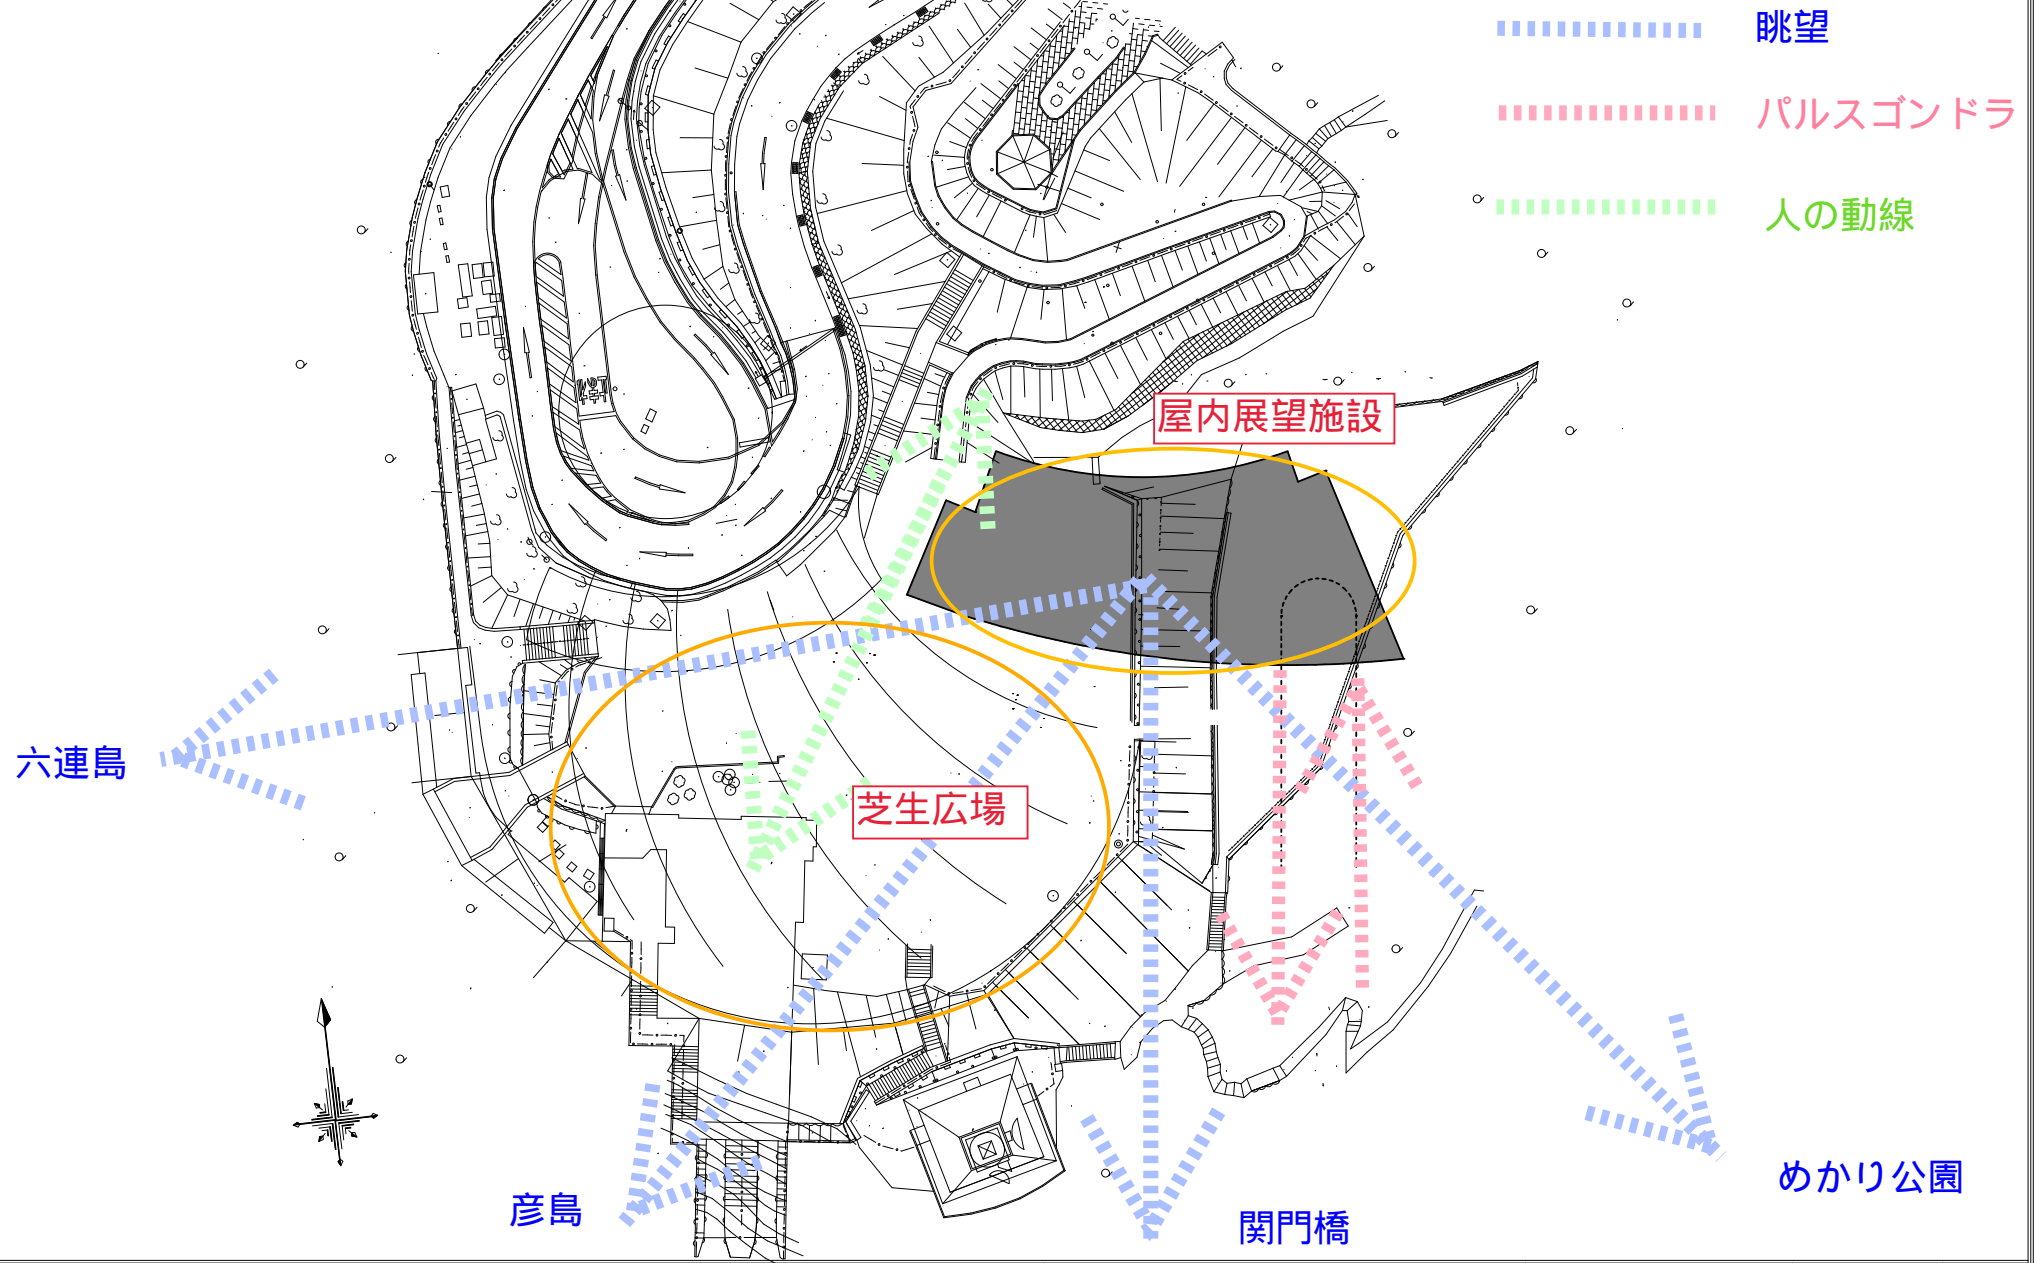 眺望
パルスゴンドラ
人の動線
屋内展望施設
六連島
芝生広場
彦島
関門橋
めかり公園